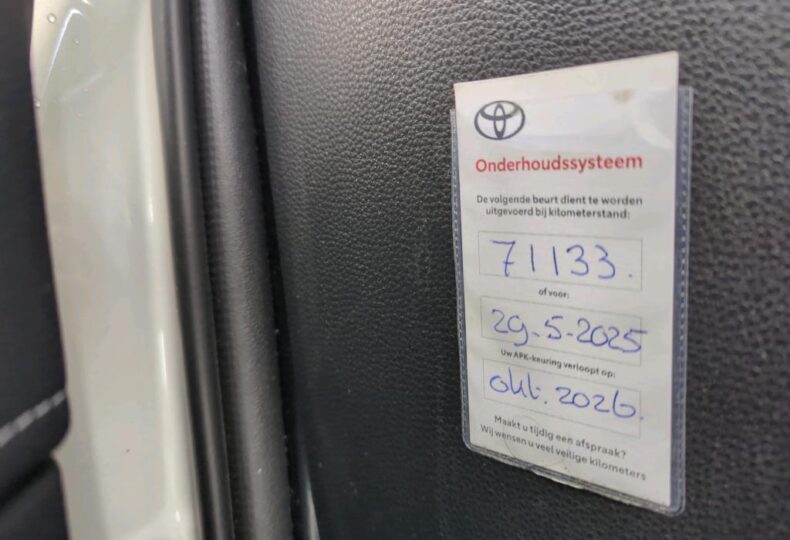 Onderhoudssysteem
De volgende beurt dient te worden
uitgevoerd bij kilometerstand:
71133.
of voor:
29-5-2025
Uw APK-keuring verloopt op:
okt. 2026.
Maakt u tijdig een afspraak?
Wij wensen u veel veilige kilometers